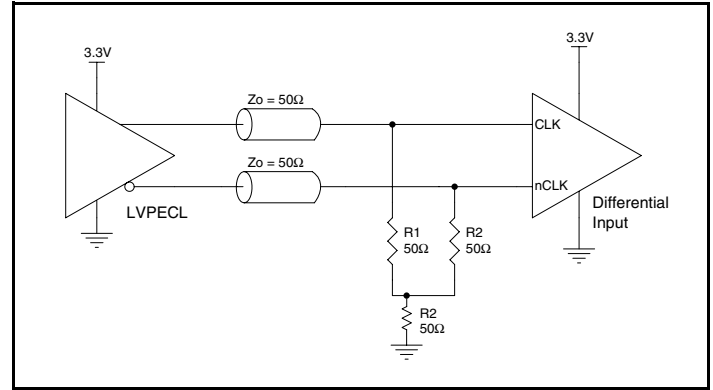 3.3V
3.3V
Zo = 50Ω
CLK
Zo = 50Ω
nCLK
LVPECL
Differential
Input
R1
50Ω
R2
50Ω
R2
50Ω